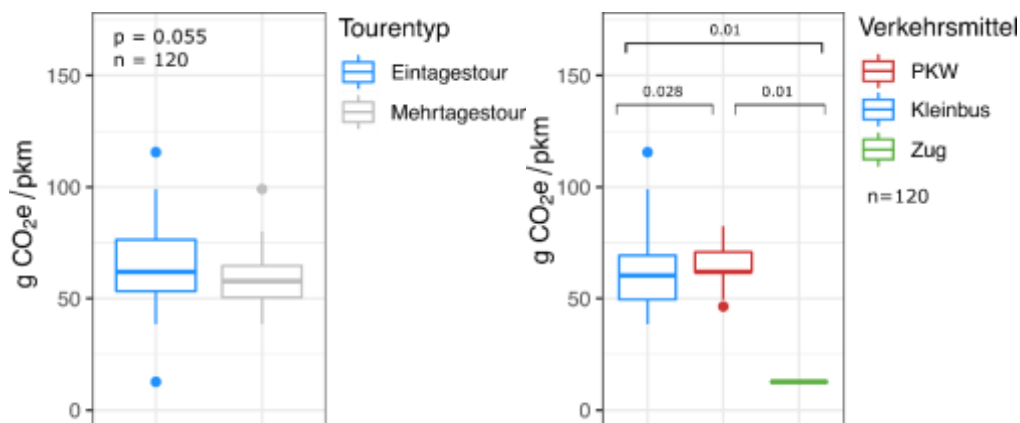 p = 0.055
n = 120
g CO₂e/pkm
150
100
50
0
Tourentyp
Eintagestour
Mehrtagestour
g CO₂e/pkm
150
100
50
0
0.01
0.028
0.01
Verkehrsmittel
PKW
Kleinbus
Zug
n=120